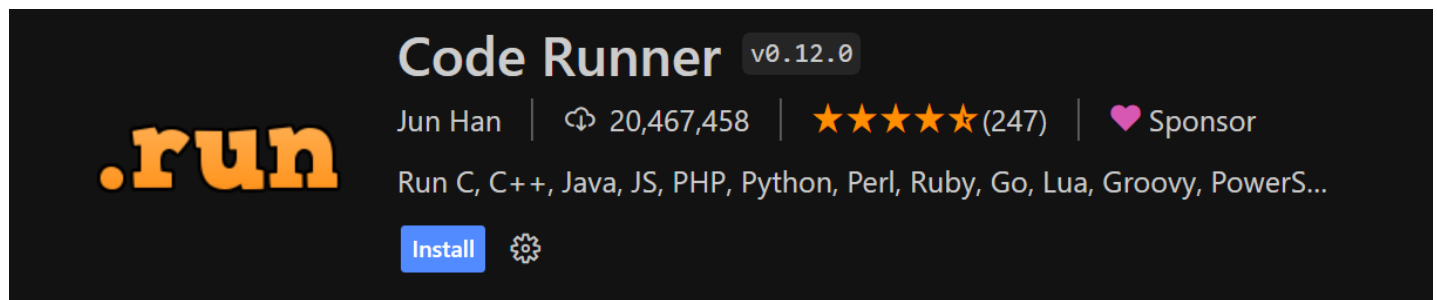 .run
Code Runner v0.12.0
Jun Han 20,467,458 (247) Sponsor
Run C, C++, Java, JS, PHP, Python, Perl, Ruby, Go, Lua, Groovy, PowerS...
Install